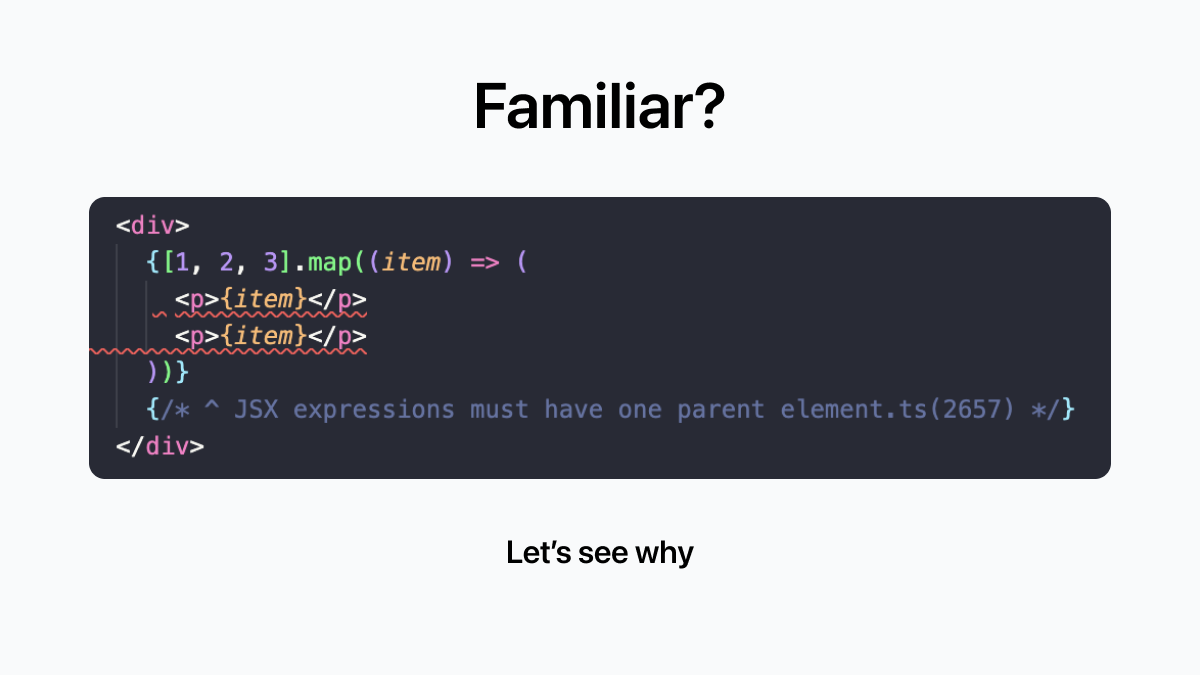 Familiar?
<div>
{[1, 2, 3].map((item) => (
<p>{item}</p>
<p>{item}</p>
))}
{/* ^ JSX expressions must have one parent element.ts(2657) */}
</div>
Let’s see why